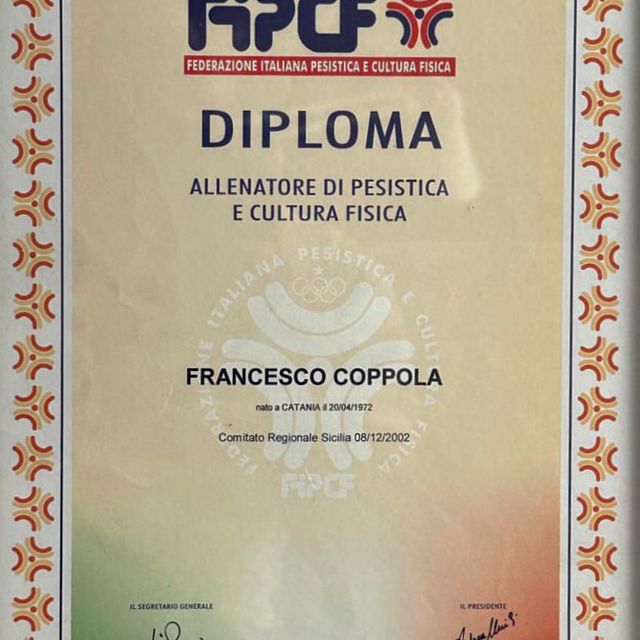 FIPCF
FEDERAZIONE ITALIANA PESISTICA E CULTURA FISICA
DIPLOMA
ALLENATORE DI PESISTICA
E CULTURA FISICA
FEDERAZIONE ITALIANA PESISTICA E CULTURA FISICA
FRANCESCO COPPOLA
nato a CATANIA il 20/04/1972
Comitato Regionale Sicilia 08/12/2002
FIPCF
IL SEGRETARIO GENERALE
IL PRESIDENTE